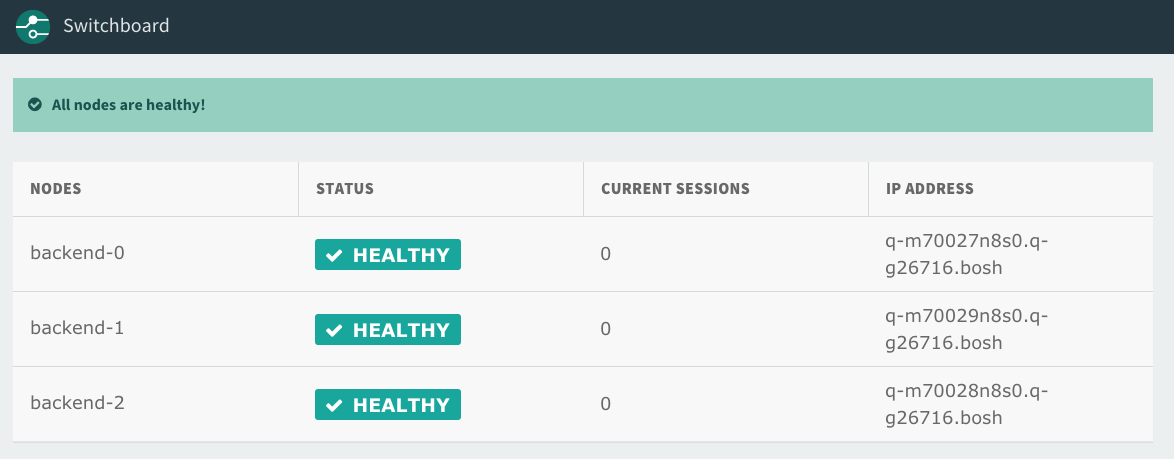 Switchboard
All nodes are healthy!
NODES STATUS CURRENT SESSIONS IP ADDRESS
backend-0 HEALTHY 0 q-m70027n8s0.q-
g26716.bosh
backend-1 HEALTHY 0 q-m70029n8s0.q-
g26716.bosh
backend-2 HEALTHY 0 q-m70028n8s0.q-
g26716.bosh